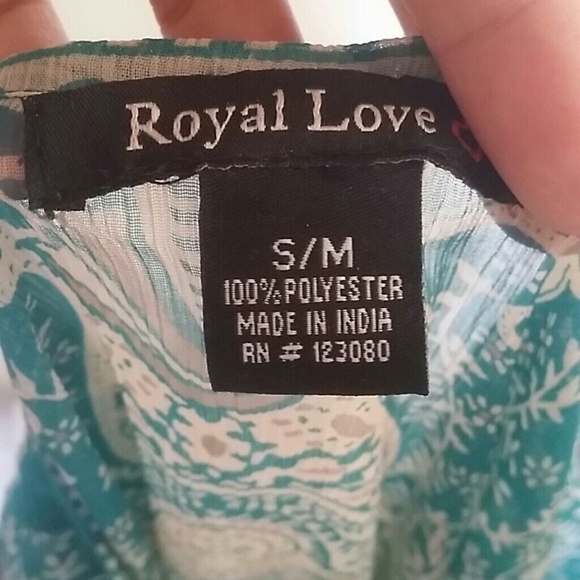 Royal Love
S/M
100% POLYESTER
MADE IN INDIA
RN # 123080